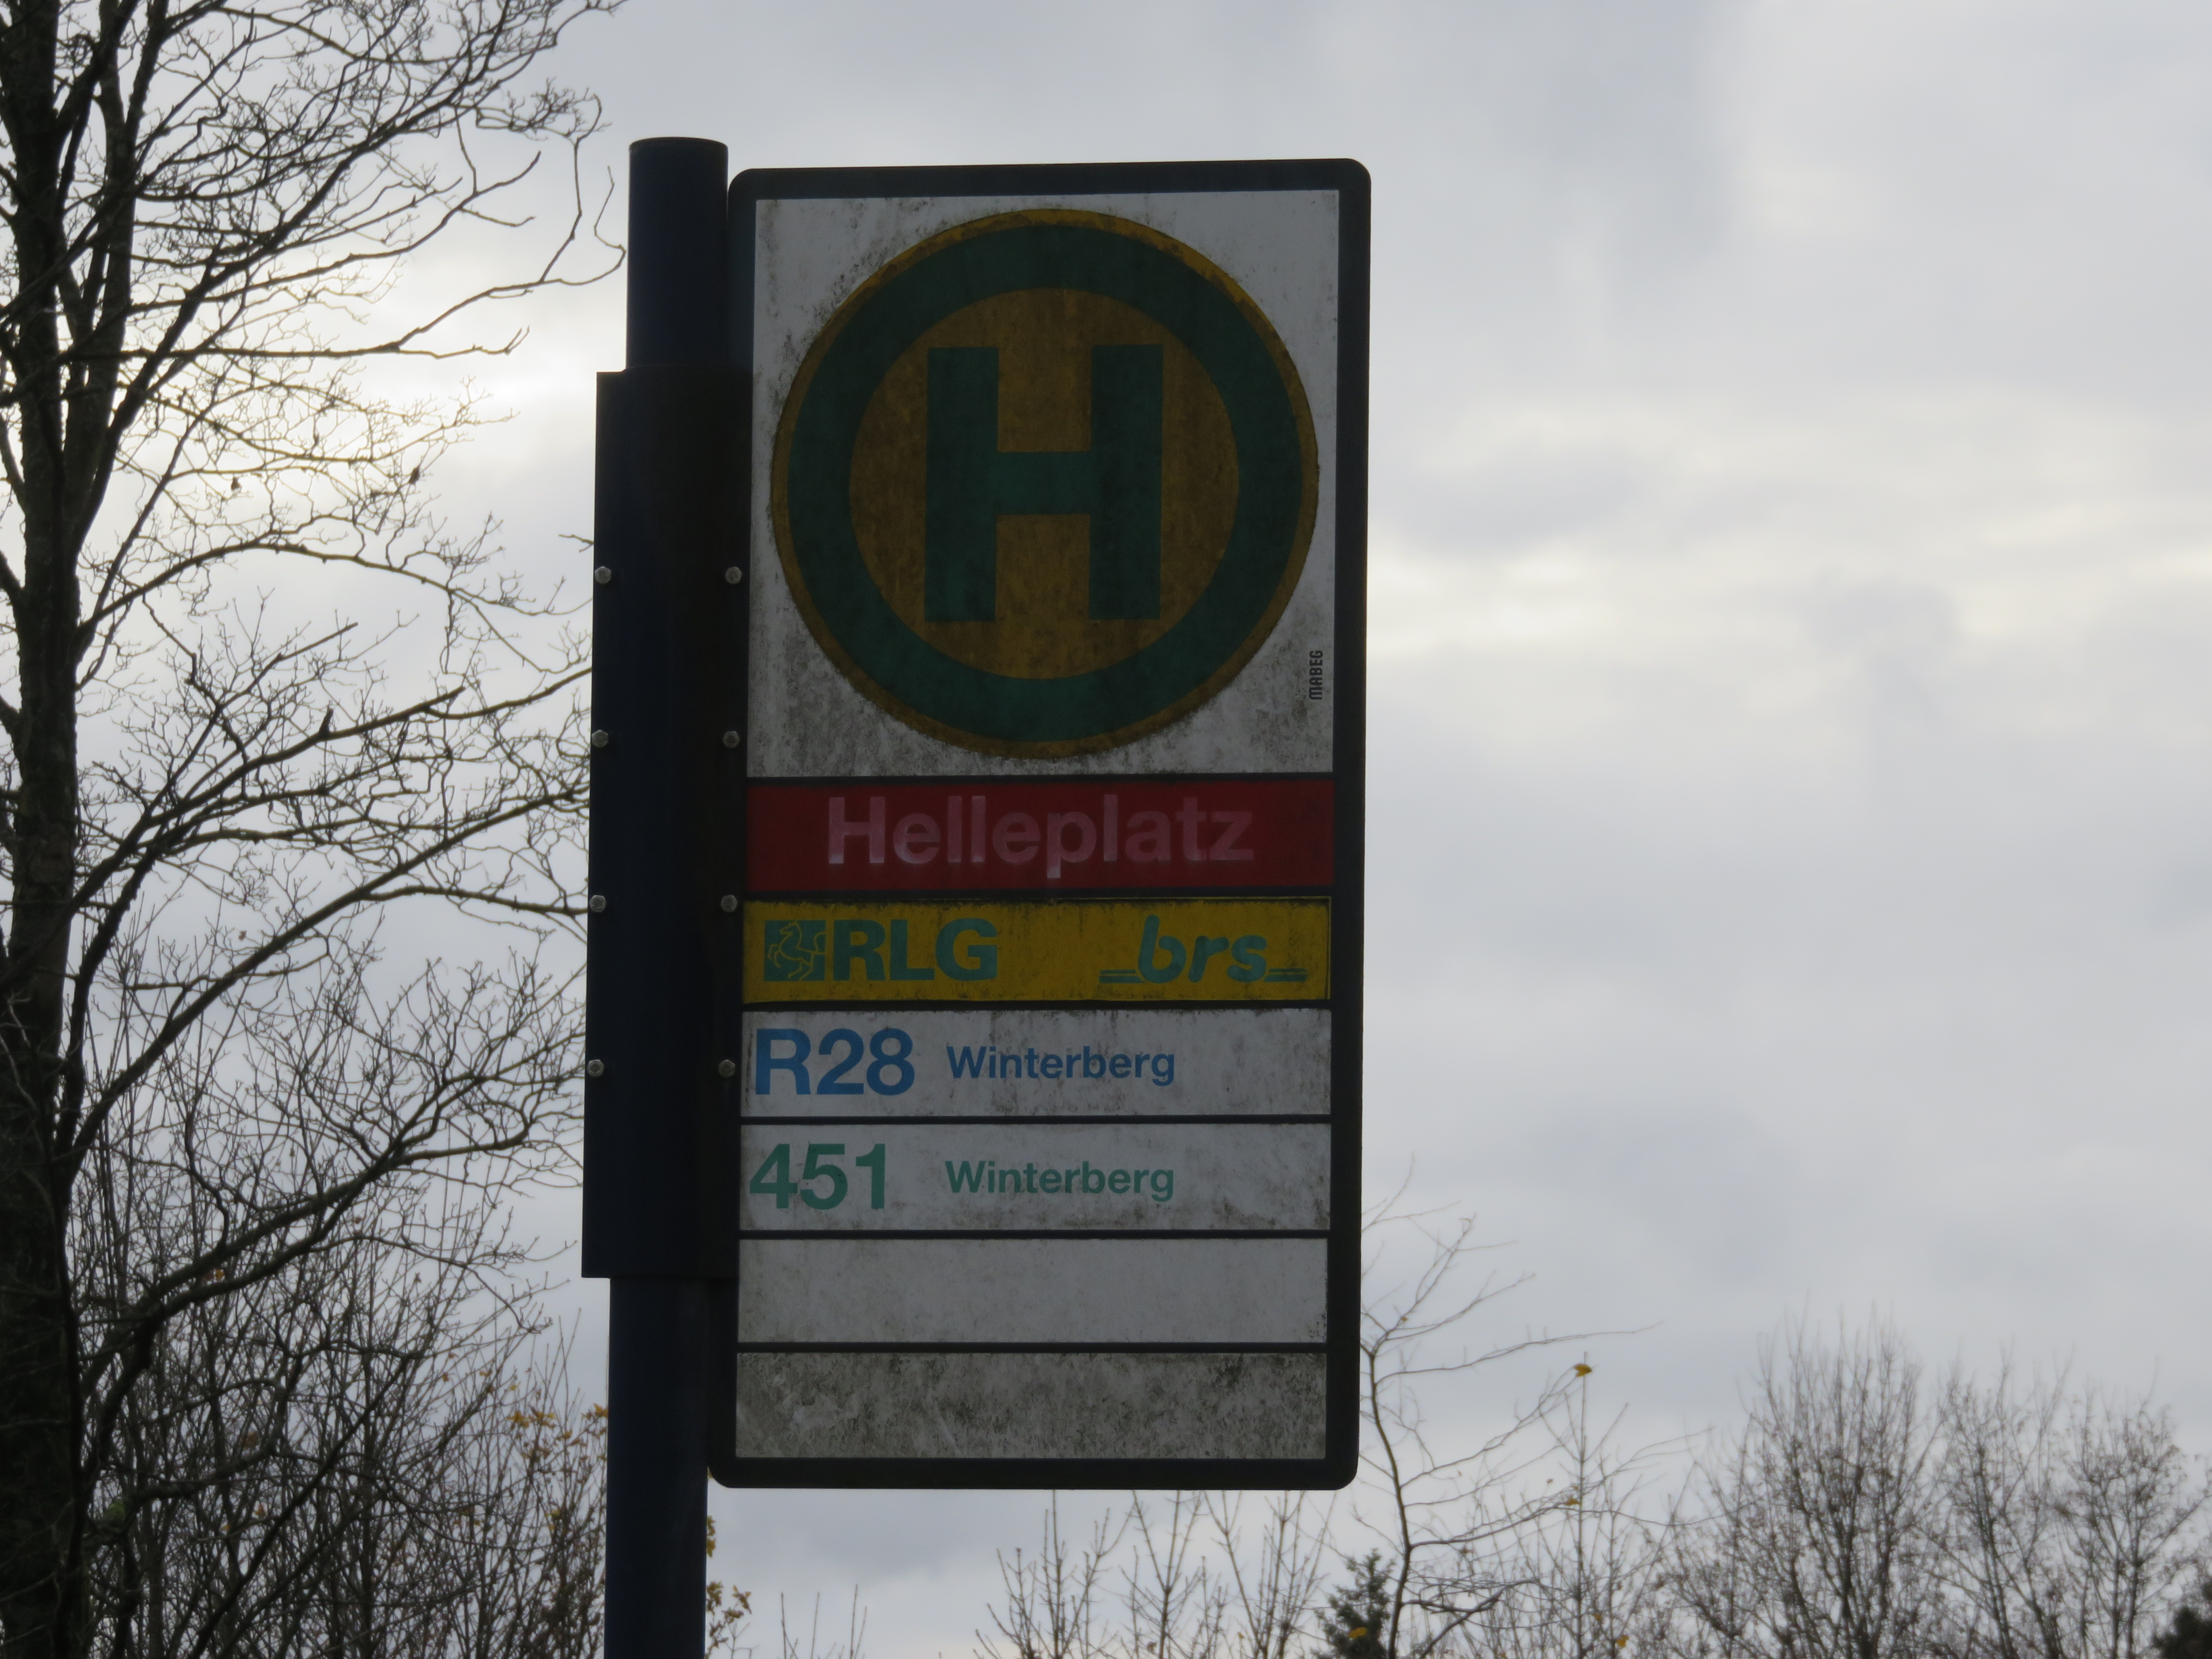 H
MABEG
Helleplatz
RLG brs
R28 Winterberg
451 Winterberg